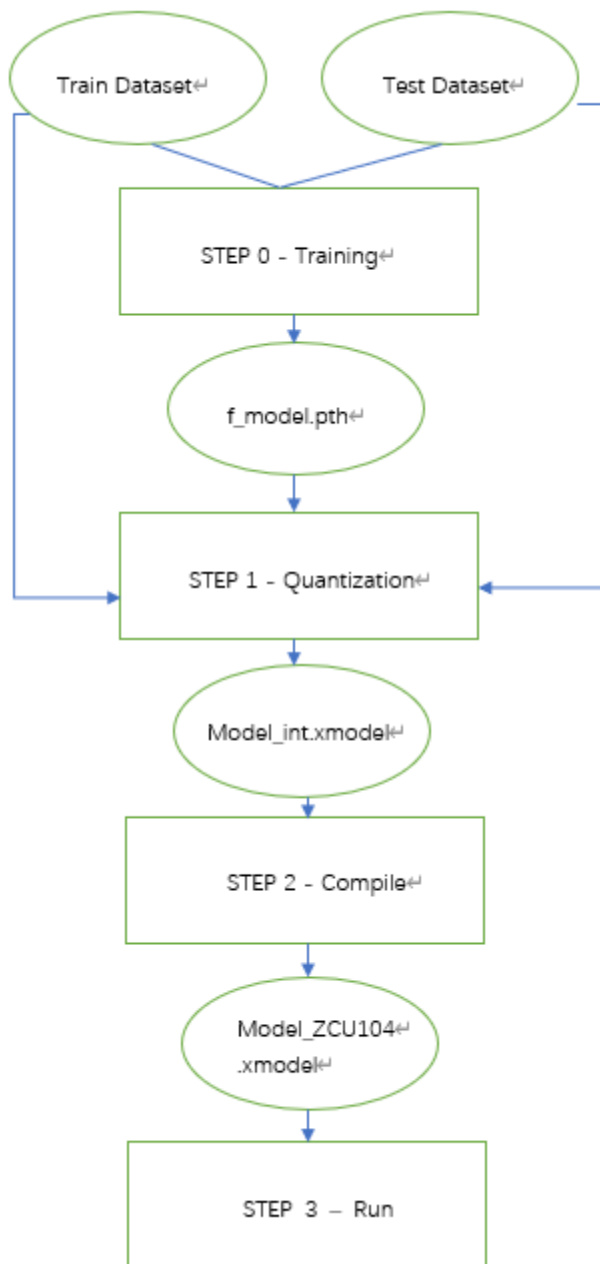 Train Dataset↵
Test Dataset↵
STEP 0 - Training↵
f_model.pth↵
STEP 1 - Quantization↵
Model_int.xmodel↵
STEP 2 - Compile↵
Model_ZCU104↵
.xmodel↵
STEP 3 – Run